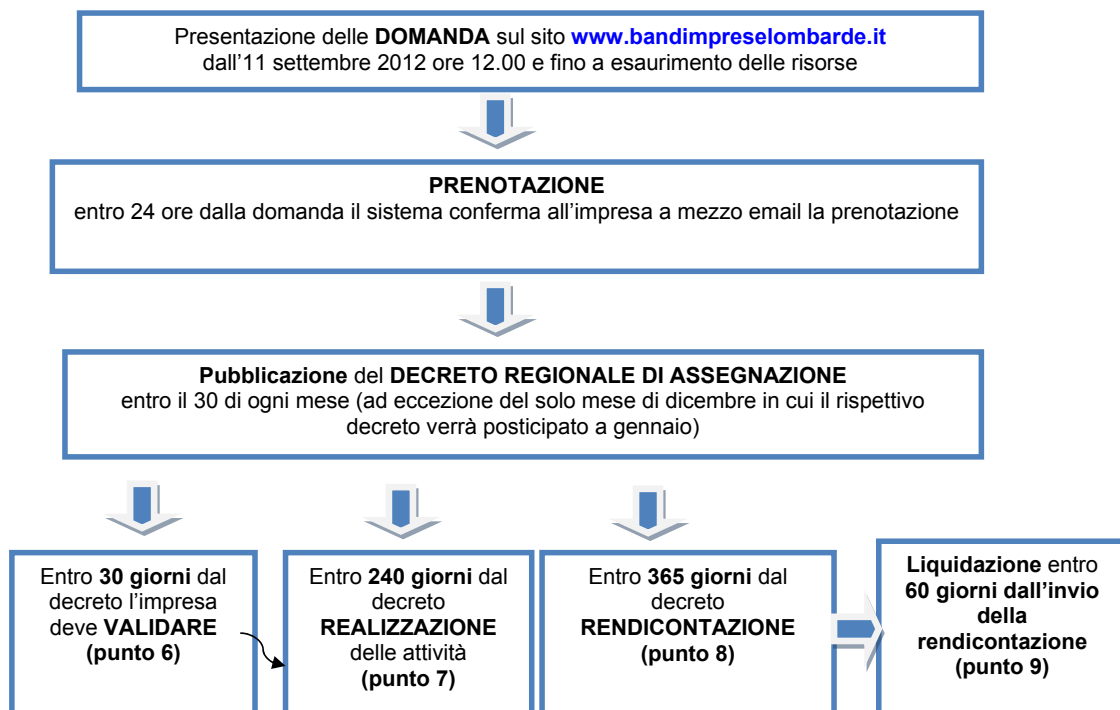 Presentazione delle DOMANDA sul sito www.bandimpreselombarde.it
dall'11 settembre 2012 ore 12.00 e fino a esaurimento delle risorse
PRENOTAZIONE
entro 24 ore dalla domanda il sistema conferma all'impresa a mezzo email la prenotazione
Pubblicazione del DECRETO REGIONALE DI ASSEGNAZIONE
entro il 30 di ogni mese (ad eccezione del solo mese di dicembre in cui il rispettivo
decreto verrà posticipato a gennaio)
Entro 30 giorni dal
decreto l'impresa
deve VALIDARE
(punto 6)
Entro 240 giorni dal
decreto
REALIZZAZIONE
delle attività
(punto 7)
Entro 365 giorni dal
decreto
RENDICONTAZIONE
(punto 8)
Liquidazione entro
60 giorni dall'invio
della
rendicontazione
(punto 9)